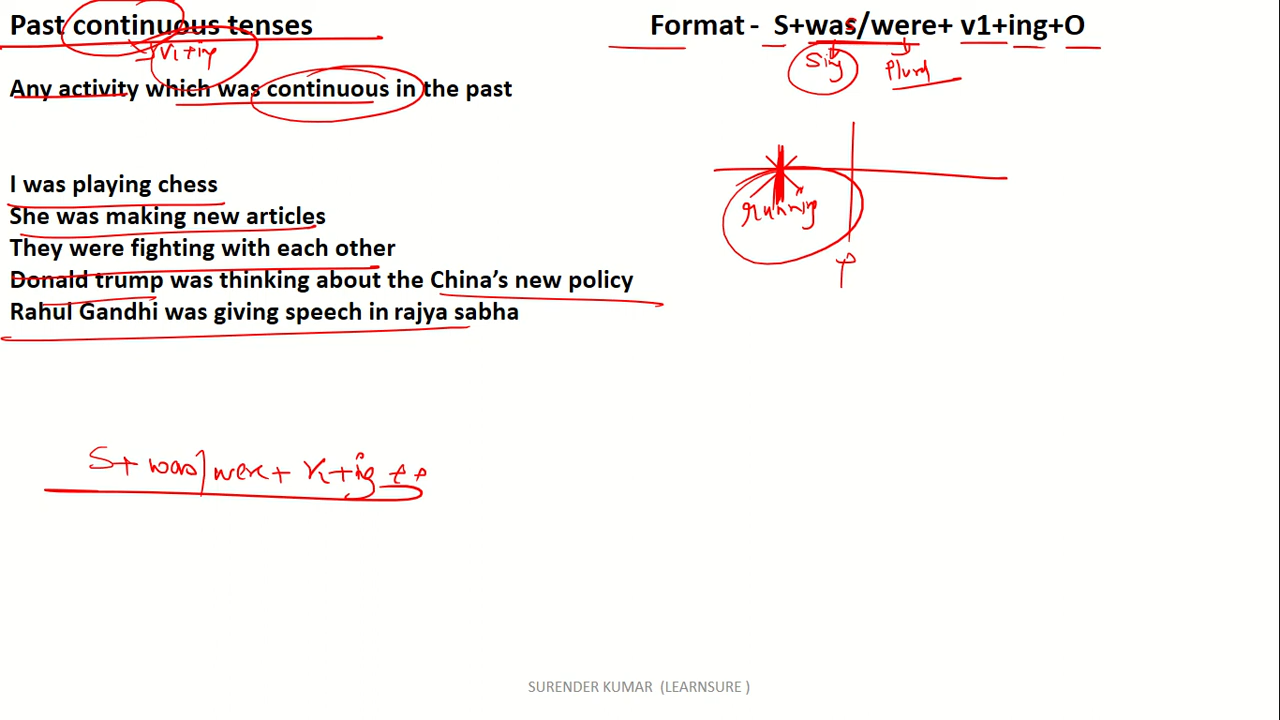 Past continuous tenses
v1+ing
Any activity which was continuous in the past
Format - S+was/were+ v1+ing+O
Sing
Plural
running
P
I was playing chess
She was making new articles
They were fighting with each other
Donald trump was thinking about the China’s new policy
Rahul Gandhi was giving speech in rajya sabha
S+ was/were+ v1+ing
SURENDER KUMAR (LEARNSURE )